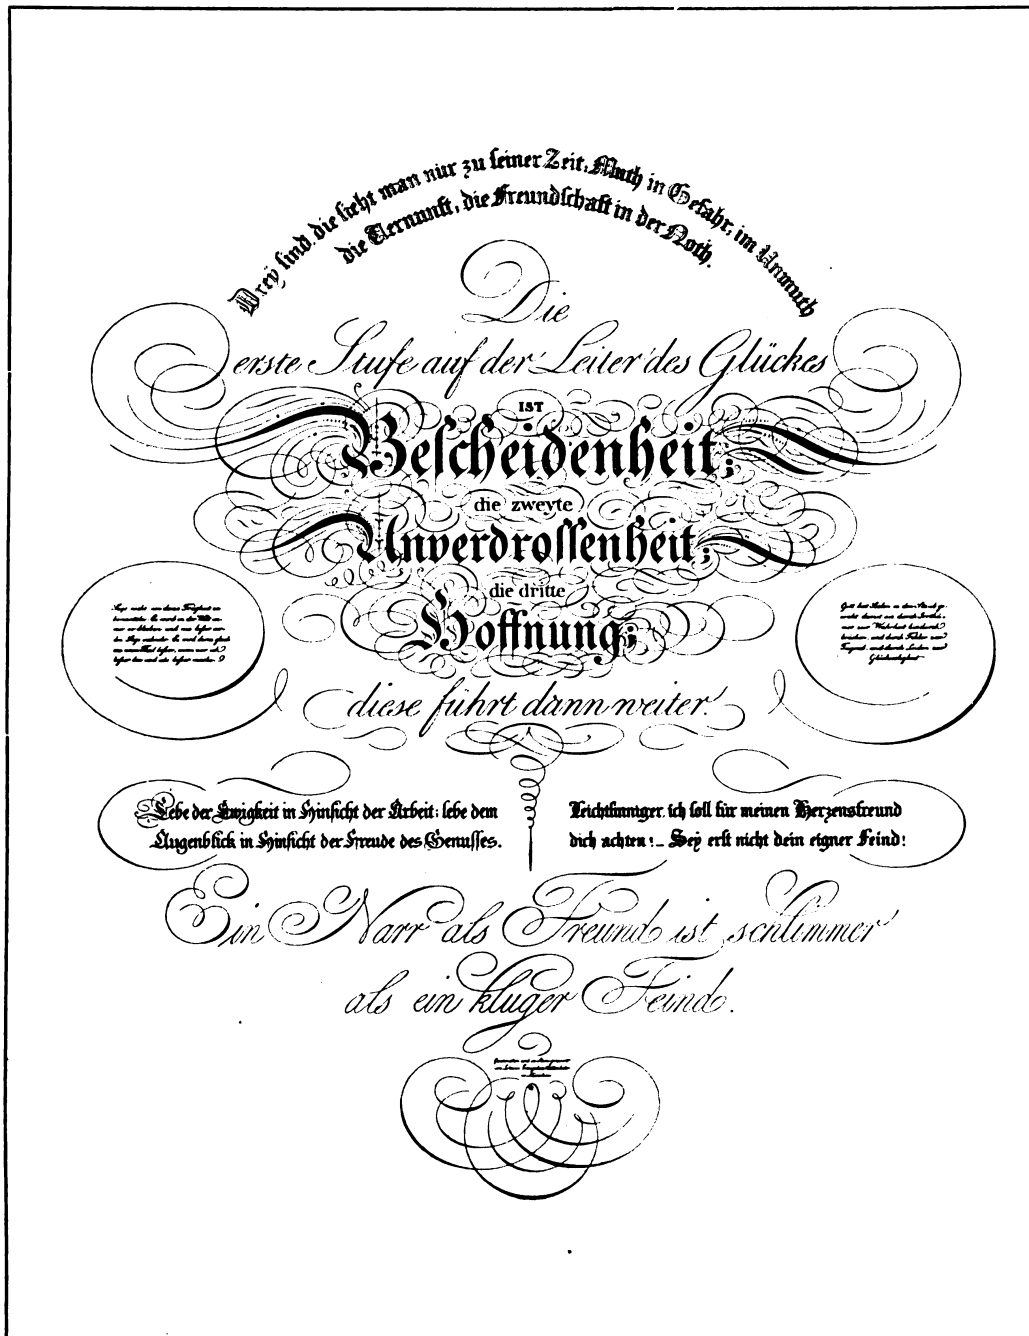 Drey sind, die sieht man nur zu seiner Zeit: Muth in Gefahr, im Unmuth
die Vernunft, die Freundschaft in der Noth.
Die
erste Stufe auf der Leiter des Glückes
IST
Bescheidenheit;
die zweyte
Unverdrossenheit;
die dritte
Hoffnung;
diese führt dann weiter.
Lebe der Ewigkeit in Hinsicht der Arbeit; lebe dem
Augenblick in Hinsicht der Freude des Genusses.
Leichtsinniger, ich soll für meinen Herzensfreund
dich achten! – Sey erst nicht dein eigner Feind!
Ein Narr als Freund ist schlimmer
als ein kluger Feind.